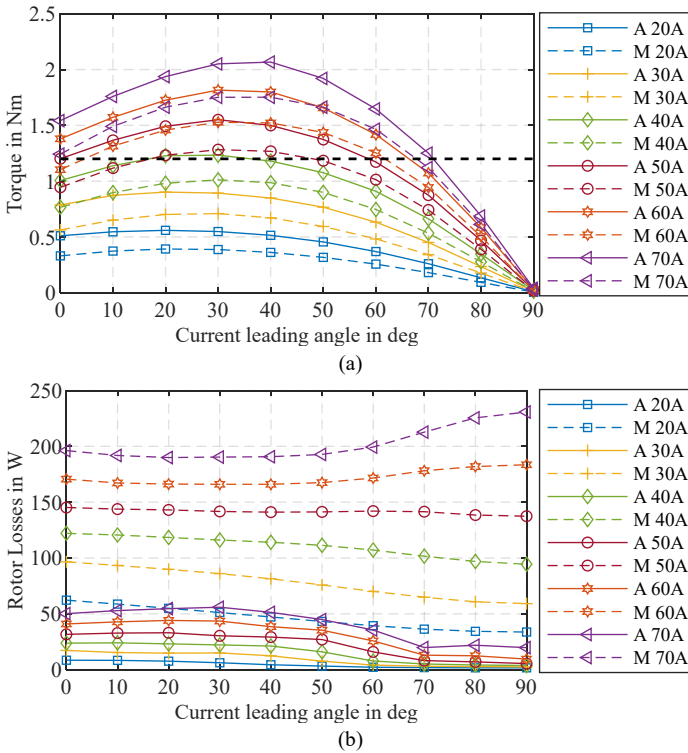 2.5
2
1.5
1
0.5
0
Torque in Nm
0 10 20 30 40 50 60 70 80 90
Current leading angle in deg
A 20A
M 20A
A 30A
M 30A
A 40A
M 40A
A 50A
M 50A
A 60A
M 60A
A 70A
M 70A
(a)
250
200
150
100
50
0
Rotor Losses in W
0 10 20 30 40 50 60 70 80 90
Current leading angle in deg
A 20A
M 20A
A 30A
M 30A
A 40A
M 40A
A 50A
M 50A
A 60A
M 60A
A 70A
M 70A
(b)